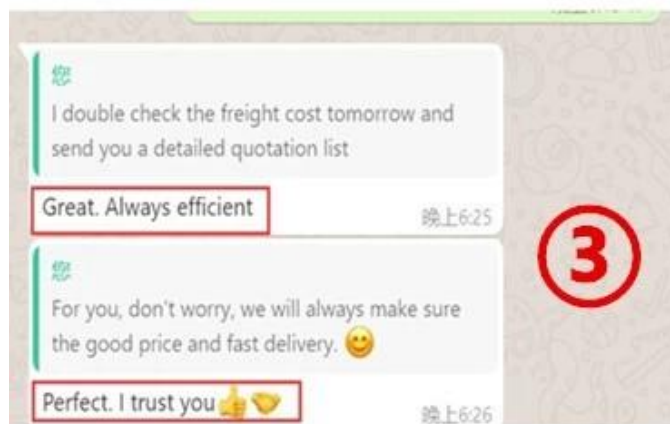 您
I double check the freight cost tomorrow and
send you a detailed quotation list
Great. Always efficient
晚上6:25
您
For you, don't worry, we will always make sure
the good price and fast delivery. 😊
Perfect. I trust you👍🤝
晚上6:26
③